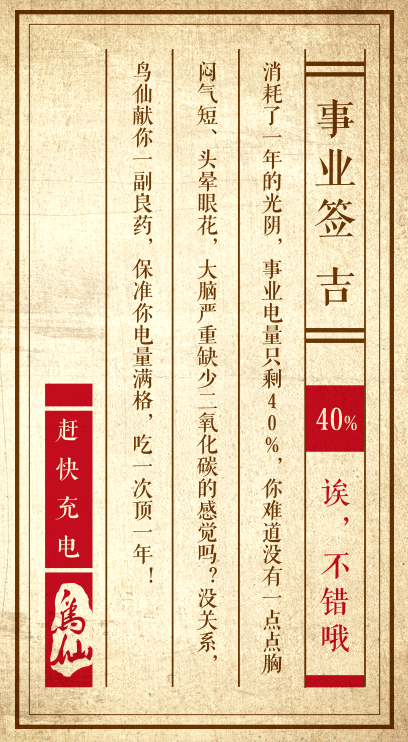 事业签 吉
40%
诶，不错哦
消耗了一年的光阴，事业电量只剩40%，你难道没有一点点胸
闷气短、头晕眼花，大脑严重缺少二氧化碳的感觉吗？没关系，
鸟仙献你一副良药，保准你电量满格，吃一次顶一年！
赶快充电
鸟仙